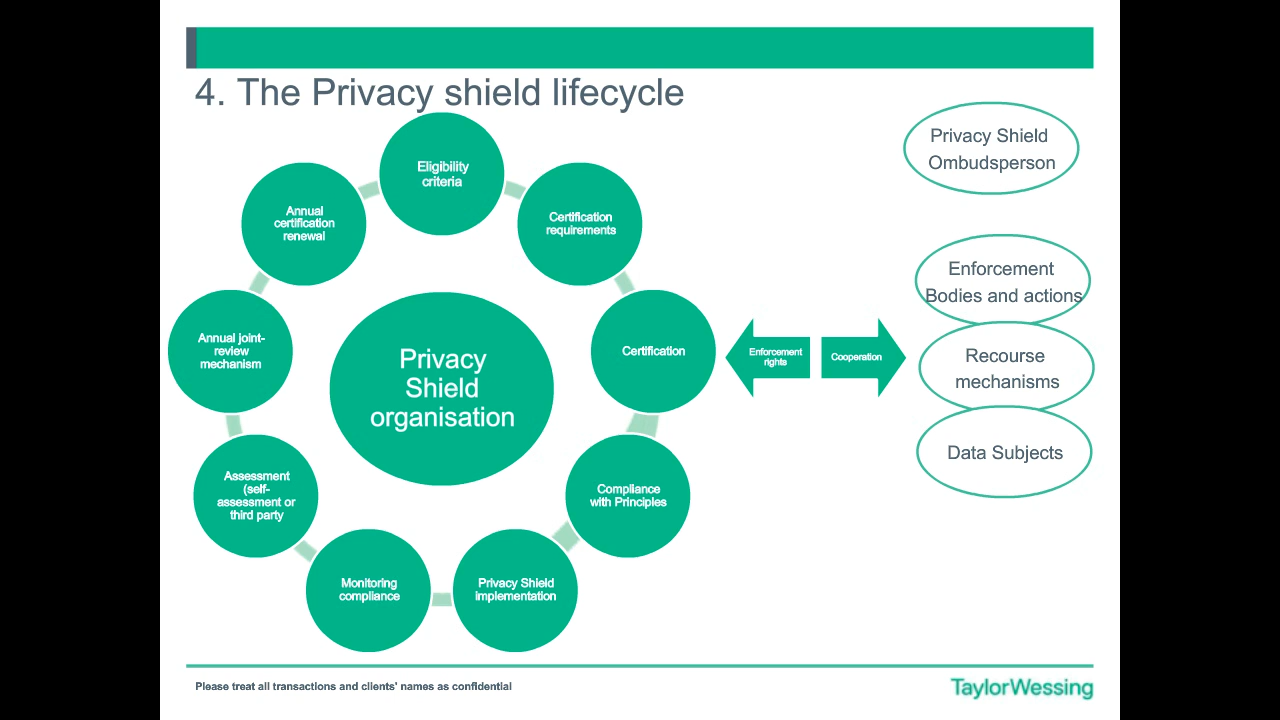 4. The Privacy shield lifecycle
Eligibility
criteria
Certification
requirements
Certification
Compliance
with Principles
Privacy Shield
implementation
Monitoring
compliance
Assessment
(self-
assessment or
third party
Annual joint-
review
mechanism
Annual
certification
renewal
Privacy
Shield
organisation
Enforcement
rights
Cooperation
Privacy Shield
Ombudsperson
Enforcement
Bodies and actions
Recourse
mechanisms
Data Subjects
Please treat all transactions and clients' names as confidential
TaylorWessing